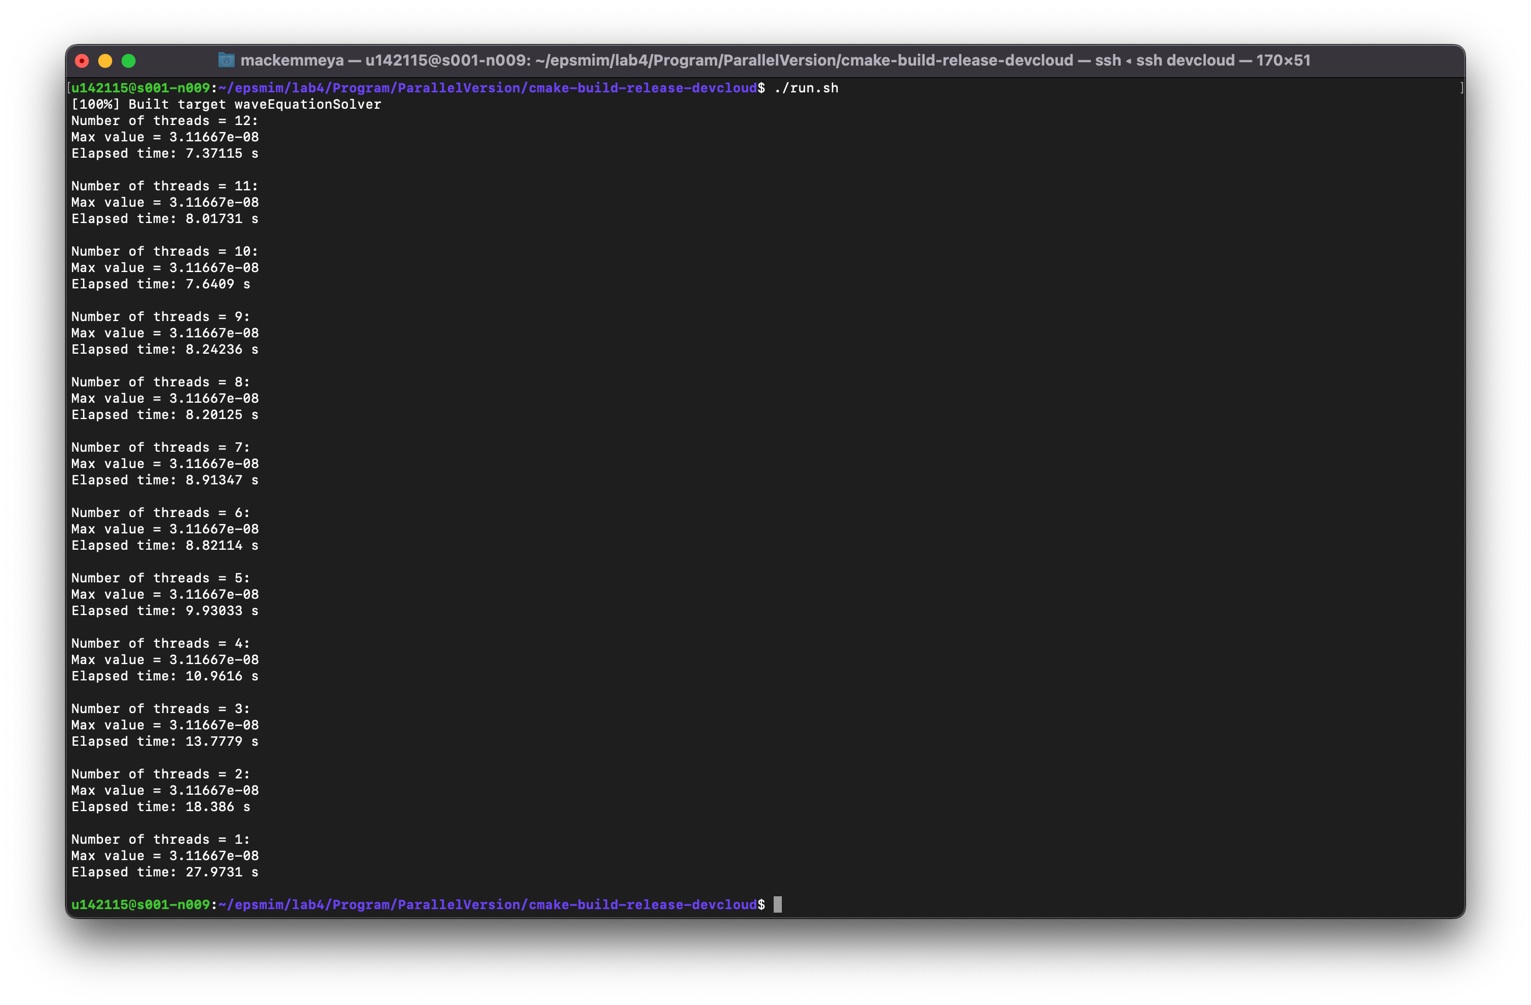 mackemmeya — u142115@s001-n009: ~/epsmim/lab4/Program/ParallelVersion/cmake-build-release-devcloud — ssh ◂ ssh devcloud — 170×51
[u142115@s001-n009:~/epsmim/lab4/Program/ParallelVersion/cmake-build-release-devcloud$ ./run.sh ]
[100%] Built target waveEquationSolver
Number of threads = 12:
Max value = 3.11667e-08
Elapsed time: 7.37115 s
Number of threads = 11:
Max value = 3.11667e-08
Elapsed time: 8.01731 s
Number of threads = 10:
Max value = 3.11667e-08
Elapsed time: 7.6409 s
Number of threads = 9:
Max value = 3.11667e-08
Elapsed time: 8.24236 s
Number of threads = 8:
Max value = 3.11667e-08
Elapsed time: 8.20125 s
Number of threads = 7:
Max value = 3.11667e-08
Elapsed time: 8.91347 s
Number of threads = 6:
Max value = 3.11667e-08
Elapsed time: 8.82114 s
Number of threads = 5:
Max value = 3.11667e-08
Elapsed time: 9.93033 s
Number of threads = 4:
Max value = 3.11667e-08
Elapsed time: 10.9616 s
Number of threads = 3:
Max value = 3.11667e-08
Elapsed time: 13.7779 s
Number of threads = 2:
Max value = 3.11667e-08
Elapsed time: 18.386 s
Number of threads = 1:
Max value = 3.11667e-08
Elapsed time: 27.9731 s
u142115@s001-n009:~/epsmim/lab4/Program/ParallelVersion/cmake-build-release-devcloud$